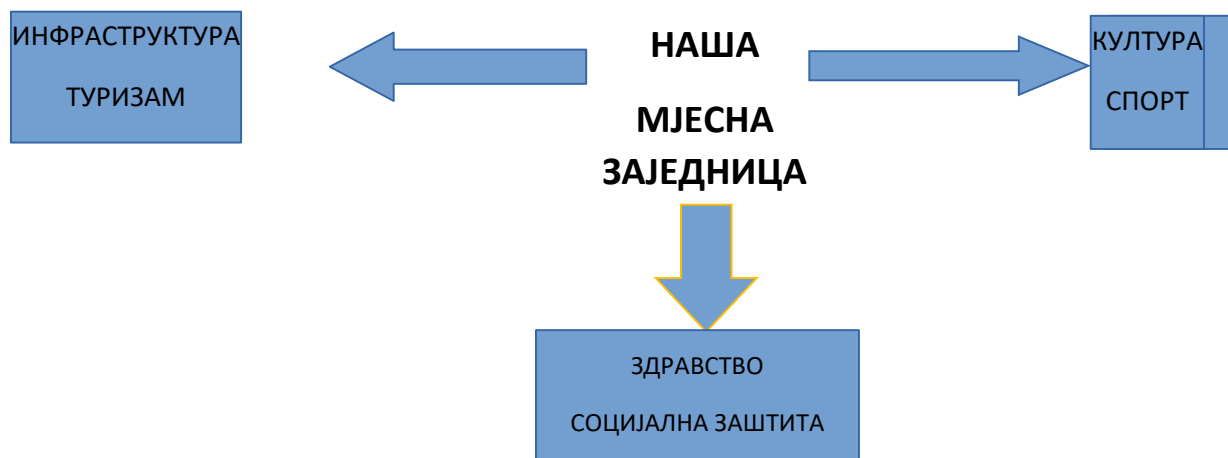 ИНФРАСТРУКТУРА
ТУРИЗАМ
НАША
МЈЕСНА
ЗАЈЕДНИЦА
КУЛТУРА
СПОРТ
ЗДРАВСТВО
СОЦИЈАЛНА ЗАШТИТА